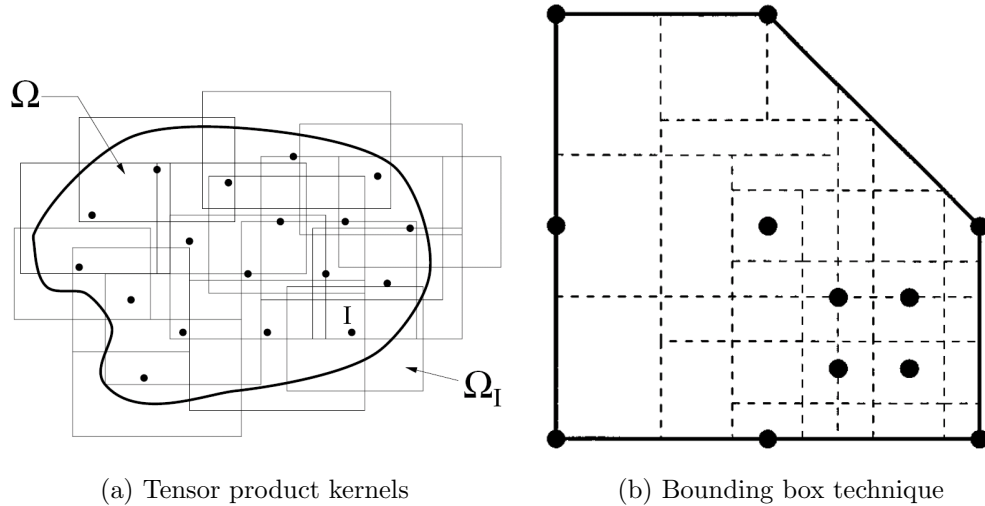 Ω
I
Ω_I
(a) Tensor product kernels
(b) Bounding box technique